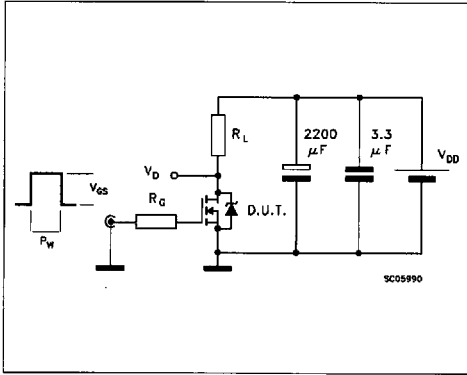 2200
μF
3.3
μF
R_L
V_DD
V_D
R_G
V_GS
D.U.T.
P_W
SC05990